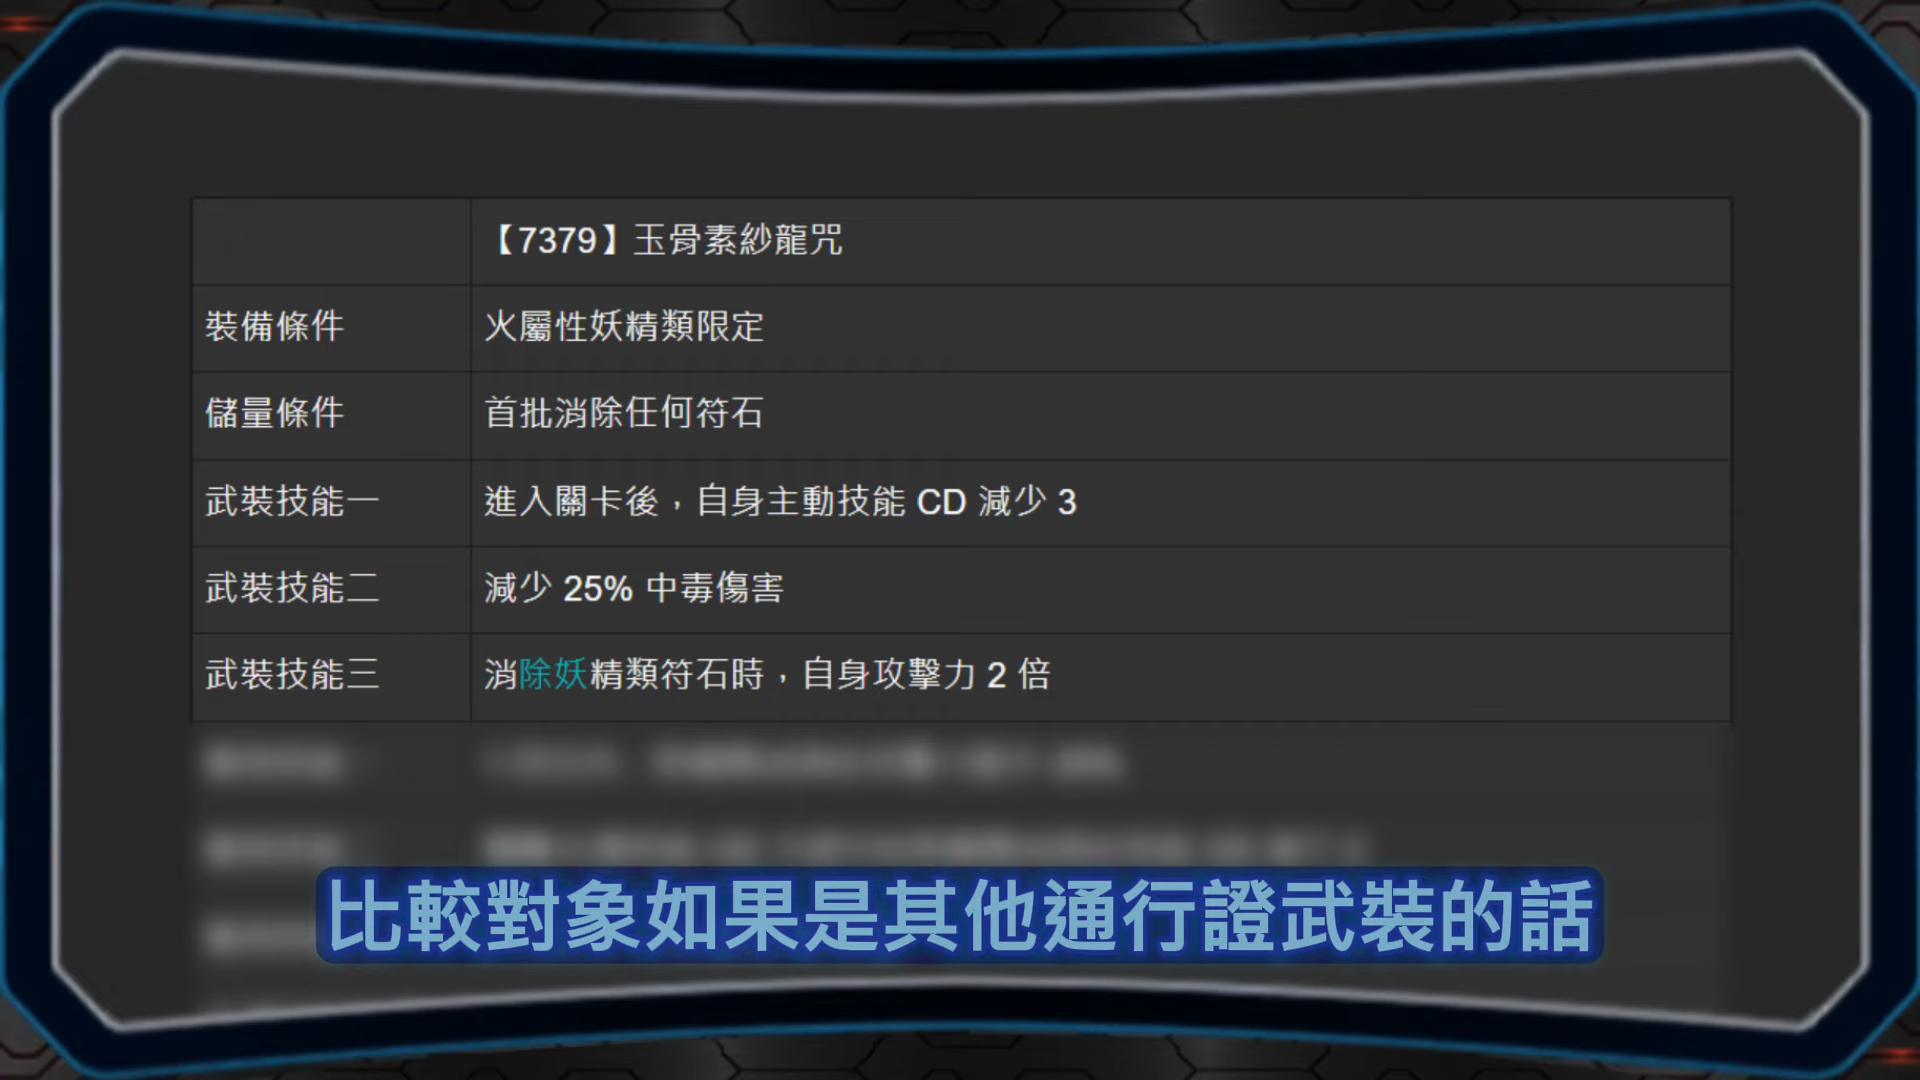 【7379】玉骨素紗龍咒
裝備條件 火屬性妖精類限定
儲量條件 首批消除任何符石
武裝技能一 進入關卡後，自身主動技能 CD 減少 3
武裝技能二 減少 25% 中毒傷害
武裝技能三 消除妖精類符石時，自身攻擊力 2 倍
比較對象如果是其他通行證武裝的話